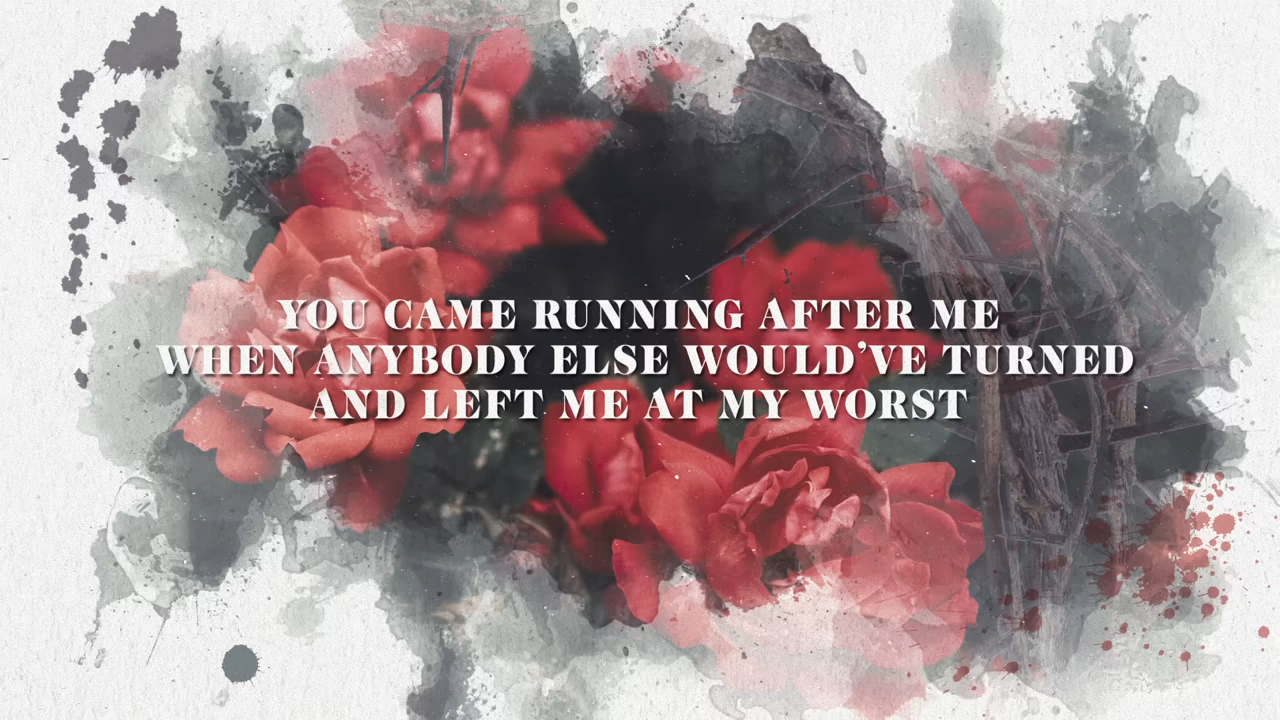 YOU CAME RUNNING AFTER ME
WHEN ANYBODY ELSE WOULD’VE TURNED
AND LEFT ME AT MY WORST